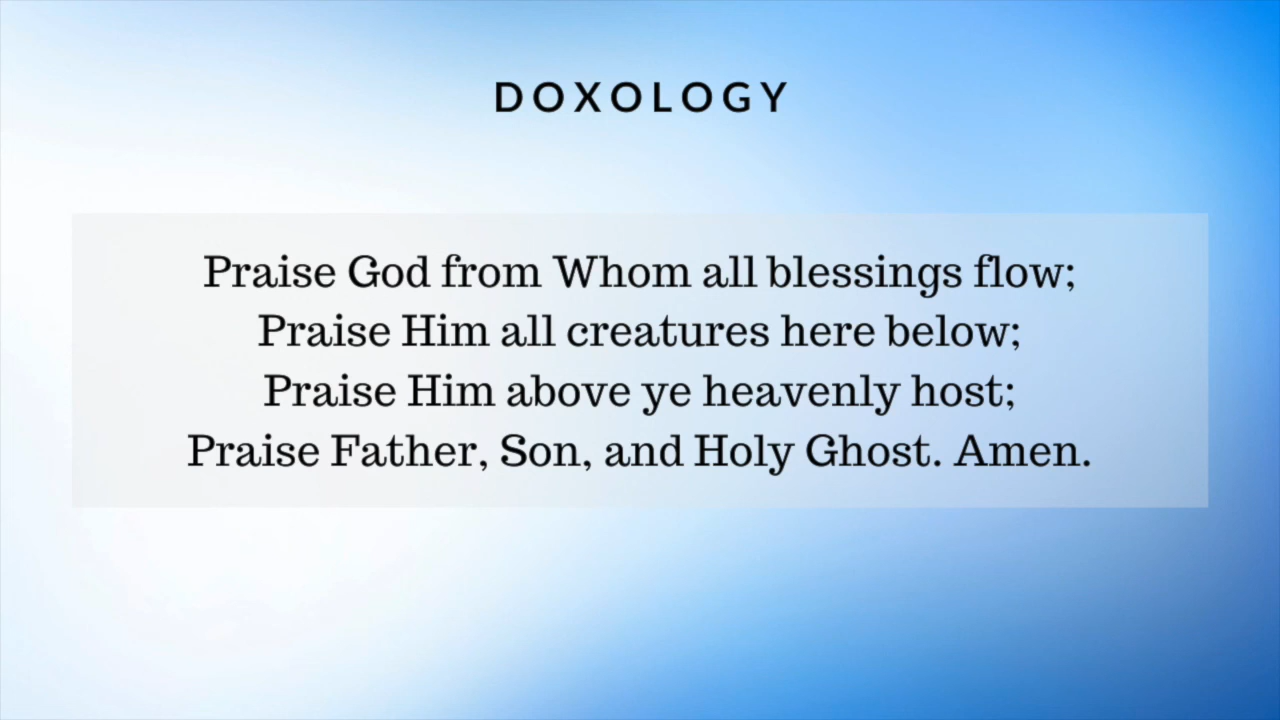 DOXOLOGY
Praise God from Whom all blessings flow;
Praise Him all creatures here below;
Praise Him above ye heavenly host;
Praise Father, Son, and Holy Ghost. Amen.